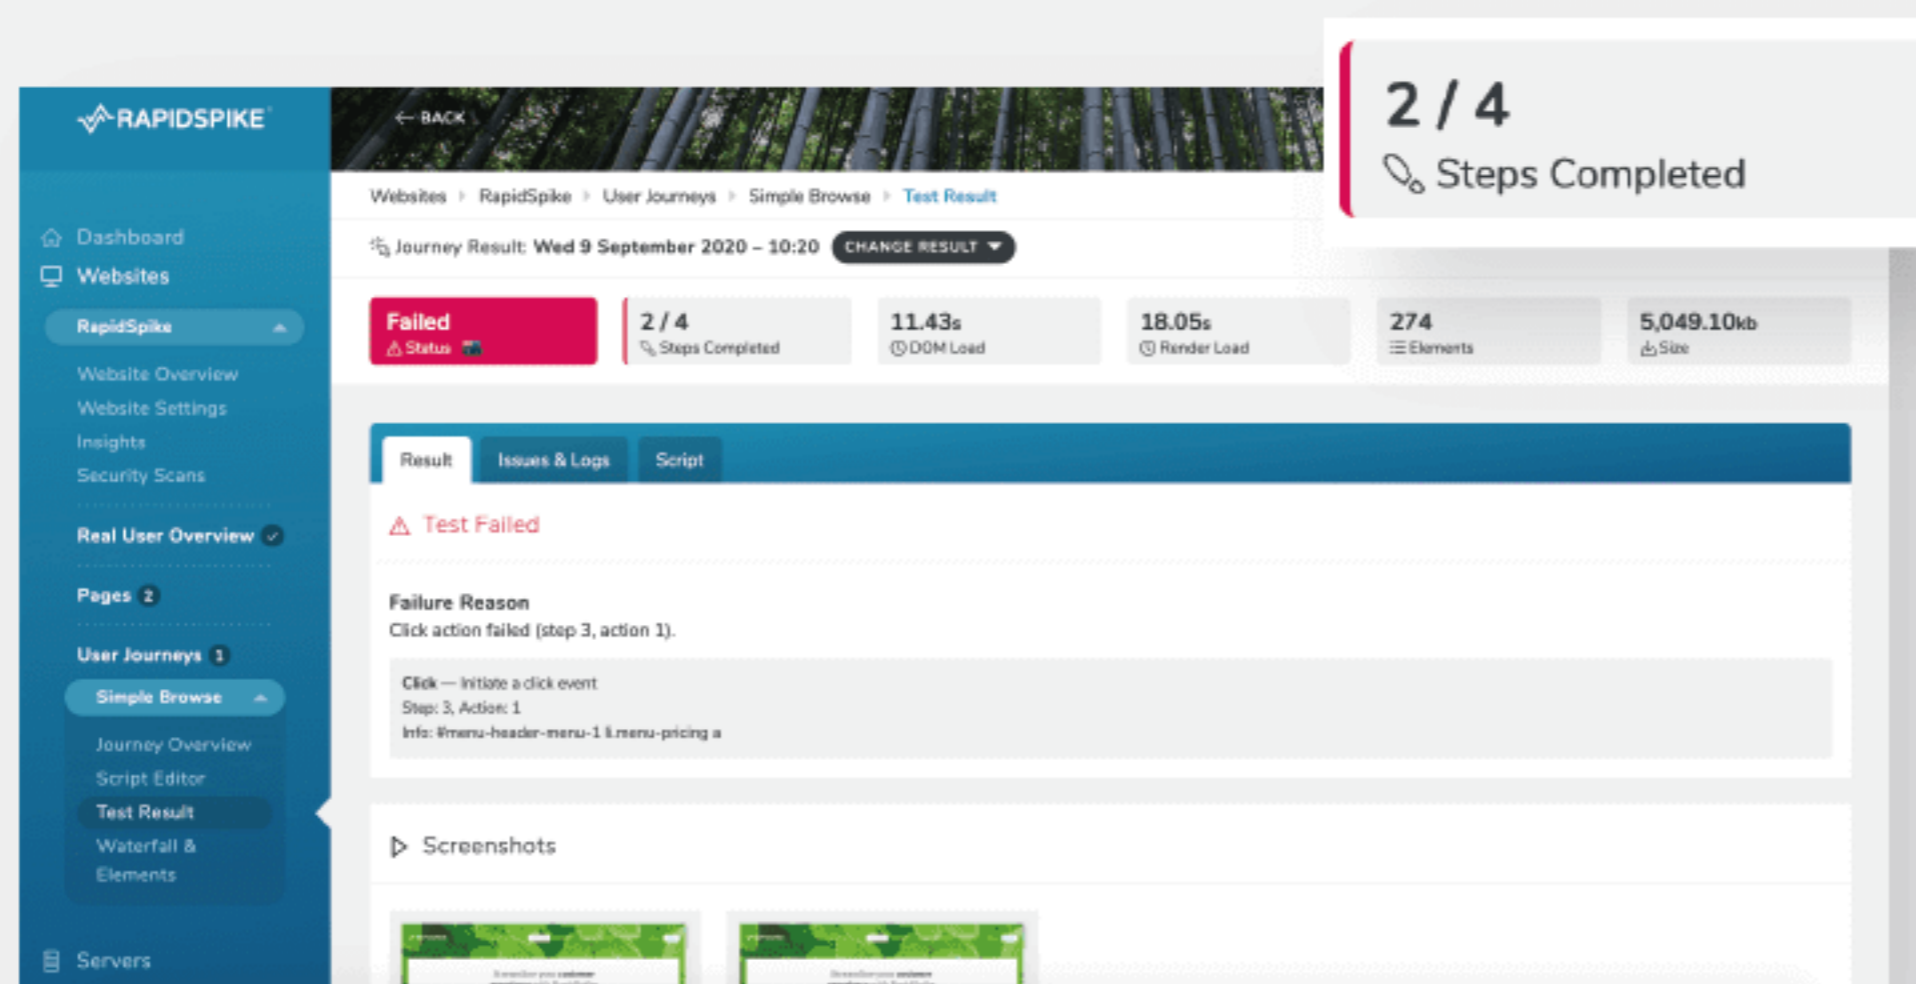 2 / 4
Steps Completed
RAPIDSPIKE
← BACK
Websites RapidSpike User Journeys Simple Browse Test Result
Journey Result: Wed 9 September 2020 – 10:20 CHANGE RESULT
Dashboard
Websites
RapidSpike
Website Overview
Website Settings
Insights
Security Scans
Real User Overview
Pages 2
User Journeys 1
Simple Browse
Journey Overview
Script Editor
Test Result
Waterfall &
Elements
Servers
Failed
Status
2 / 4
Steps Completed
11.43s
DOM Load
18.05s
Render Load
274
Elements
5,049.10kb
Size
Result Issues & Logs Script
Test Failed
Failure Reason
Click action failed (step 3, action 1).
Click — Initiate a click event
Step: 3, Action: 1
Info: #menu-header-menu-1 li.menu-pricing a
Screenshots